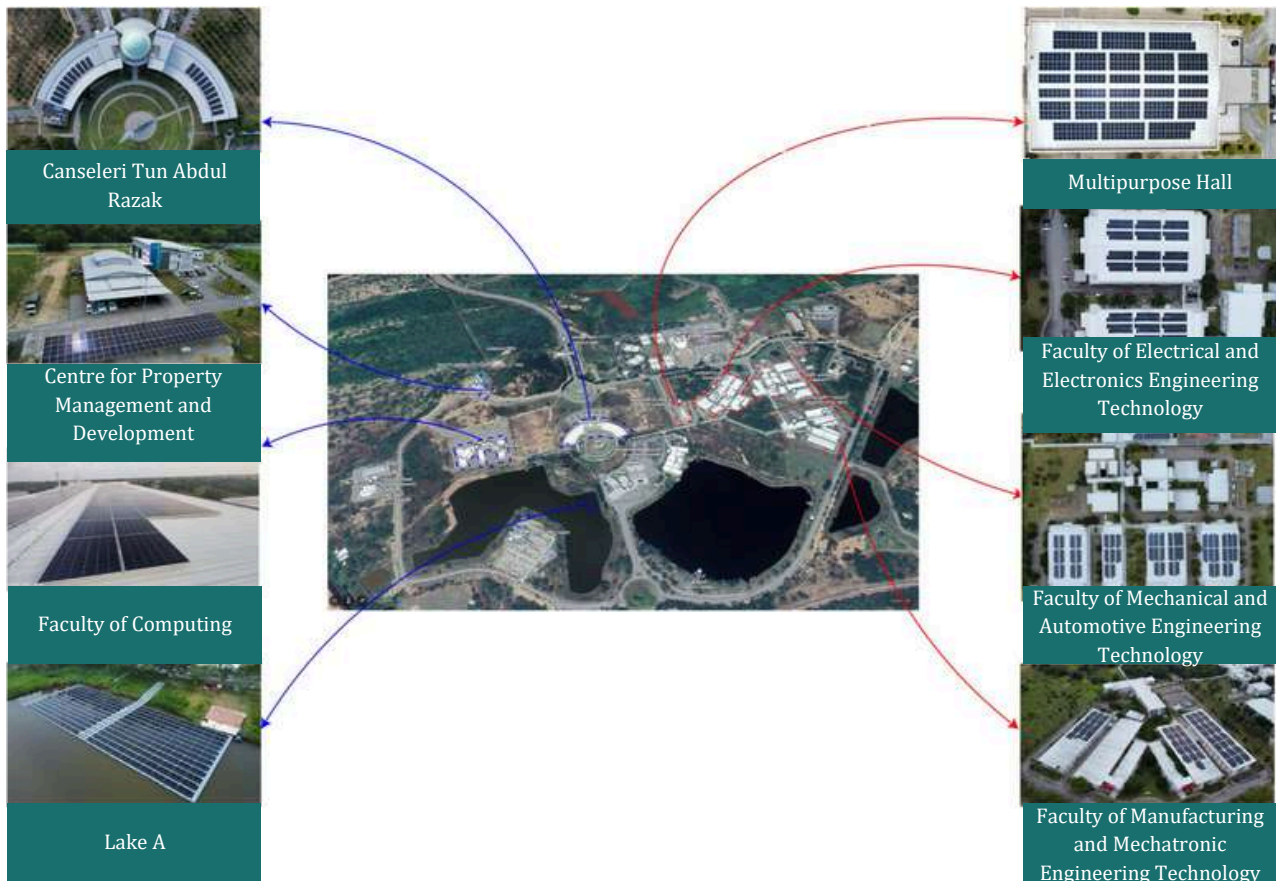 Canseleri Tun Abdul
Razak
Centre for Property
Management and
Development
Faculty of Computing
Lake A
Multipurpose Hall
Faculty of Electrical and
Electronics Engineering
Technology
Faculty of Mechanical and
Automotive Engineering
Technology
Faculty of Manufacturing
and Mechatronic
Engineering Technology